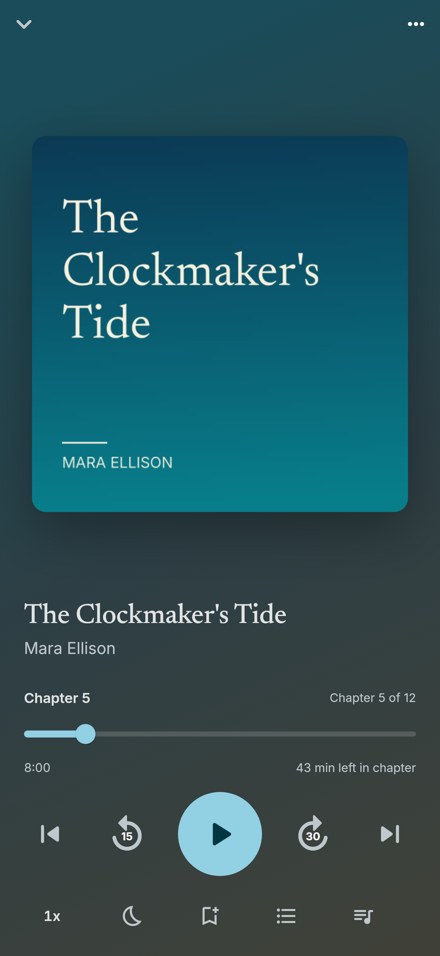 The
Clockmaker's
Tide
MARA ELLISON
The Clockmaker's Tide
Mara Ellison
Chapter 5
Chapter 5 of 12
8:00
43 min left in chapter
15
30
1x